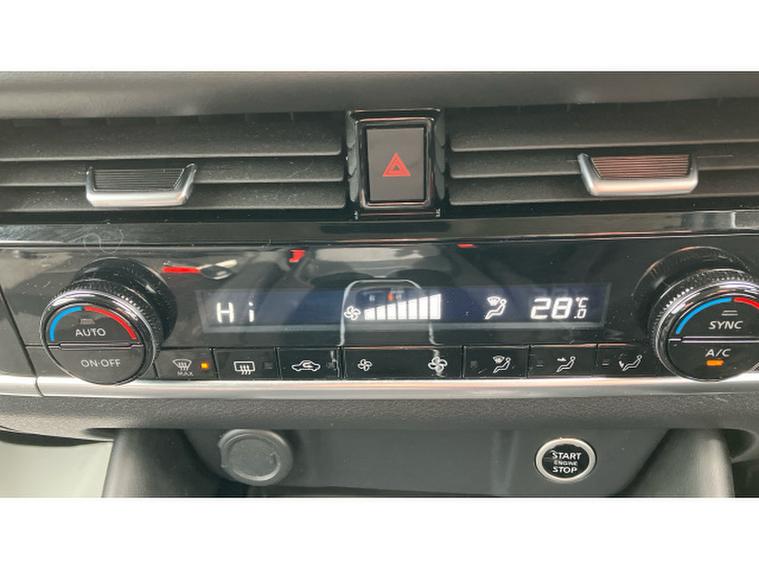 Hi 28.0°C
AUTO
ON·OFF
MAX
SYNC
A/C
START
ENGINE
STOP